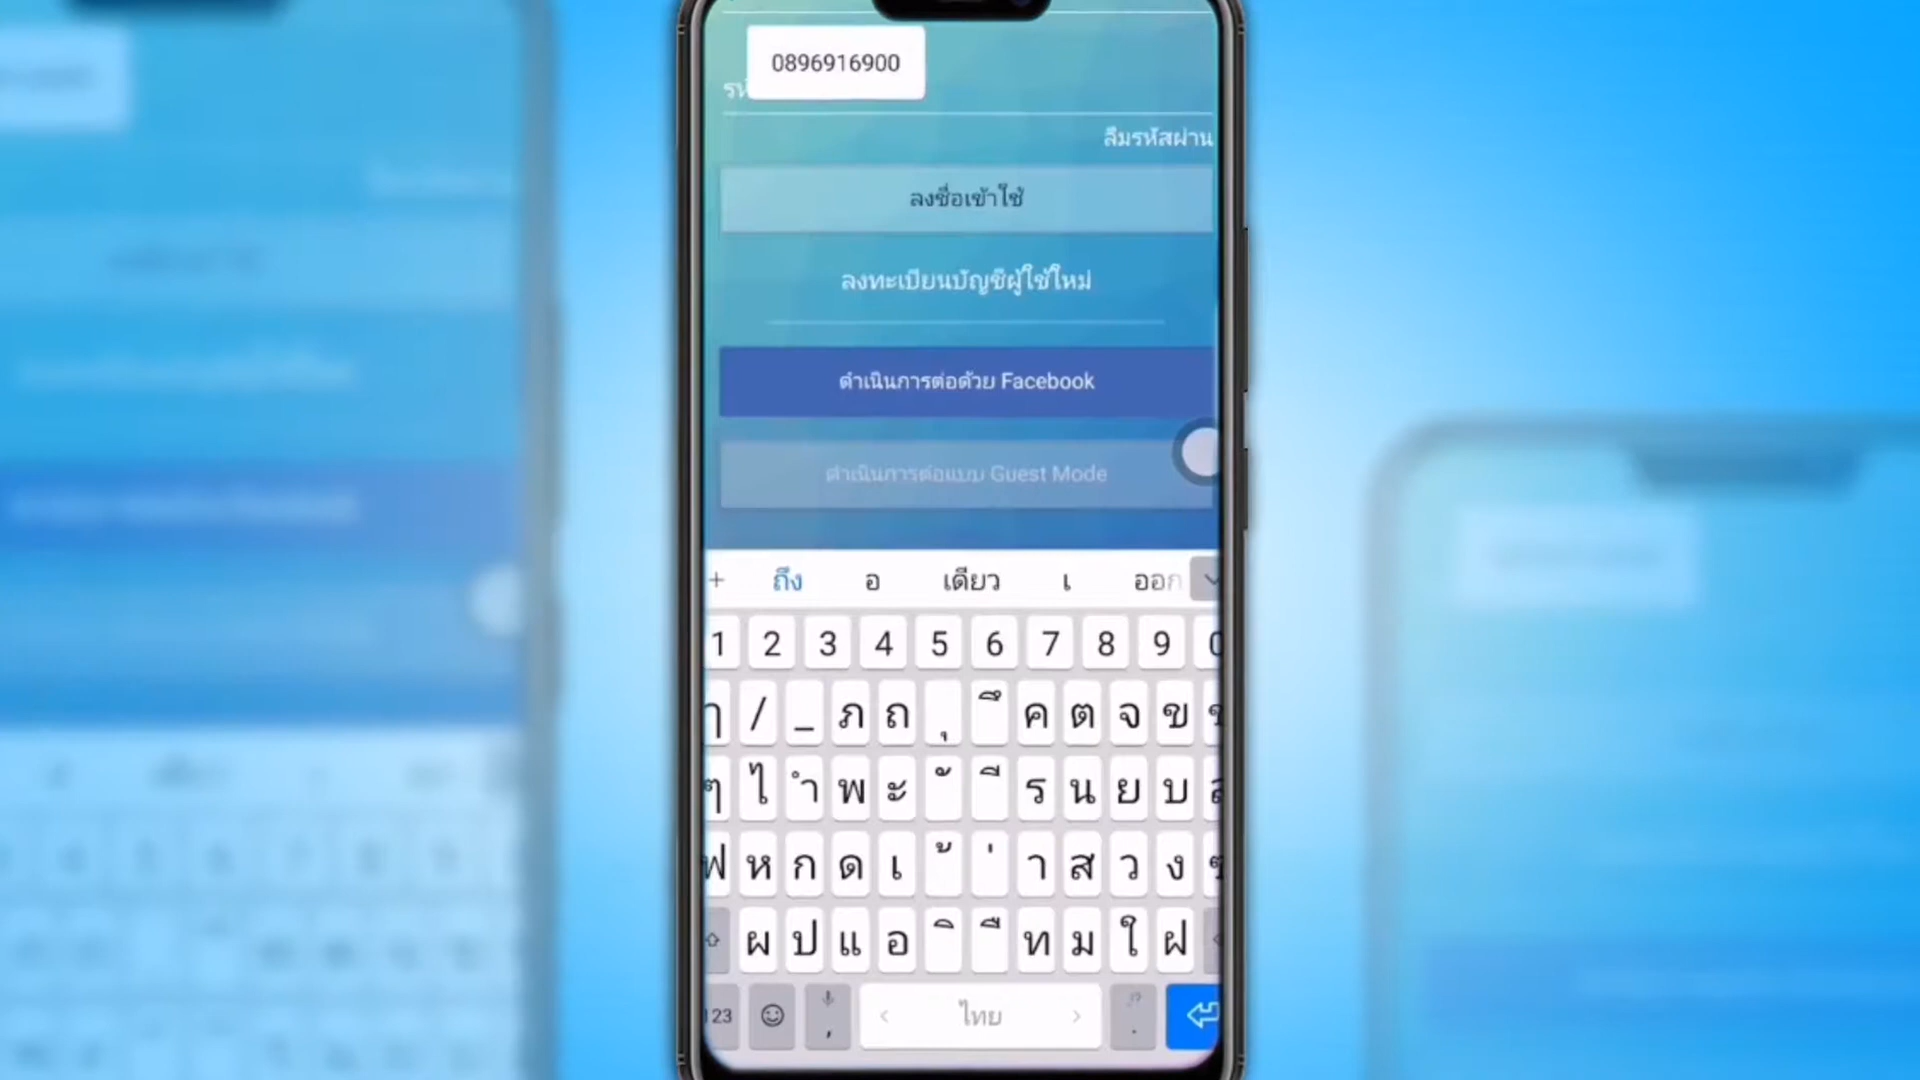 0896916900
ลืมรหัสผ่าน
ลงชื่อเข้าใช้
ลงทะเบียนบัญชีผู้ใช้ใหม่
ดำเนินการต่อด้วย Facebook
ดำเนินการต่อแบบ Guest Mode
+ ถึง อ เดียว เ ออก
1 2 3 4 5 6 7 8 9 0
ๅ / _ ภ ถ ุ ึ ค ต จ ข ช
ๆ ไ ำ พ ะ ั ี ร น ย บ ล
ฟ ห ก ด เ ้ ่ า ส ว ง ซ
ผ ป แ อ ิ ื ท ม ใ ฝ
123 , < ไทย > !? .